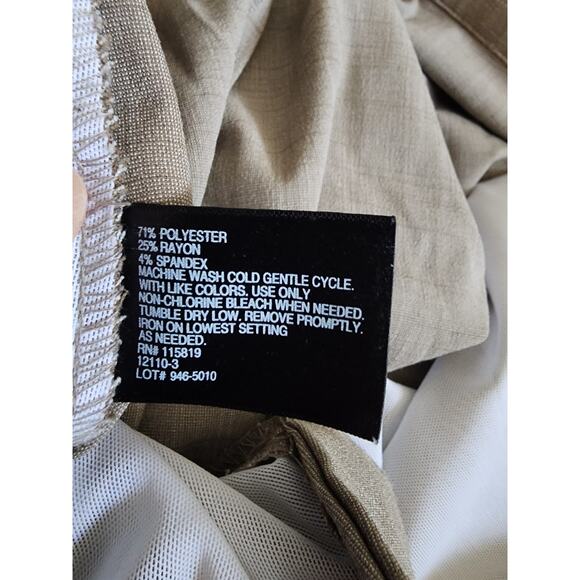 71% POLYESTER
25% RAYON
4% SPANDEX
MACHINE WASH COLD GENTLE CYCLE.
WITH LIKE COLORS, USE ONLY
NON-CHLORINE BLEACH WHEN NEEDED.
TUMBLE DRY LOW. REMOVE PROMPTLY.
IRON ON LOWEST SETTING
AS NEEDED.
RN# 115819
12110-3
LOT# 946-5010